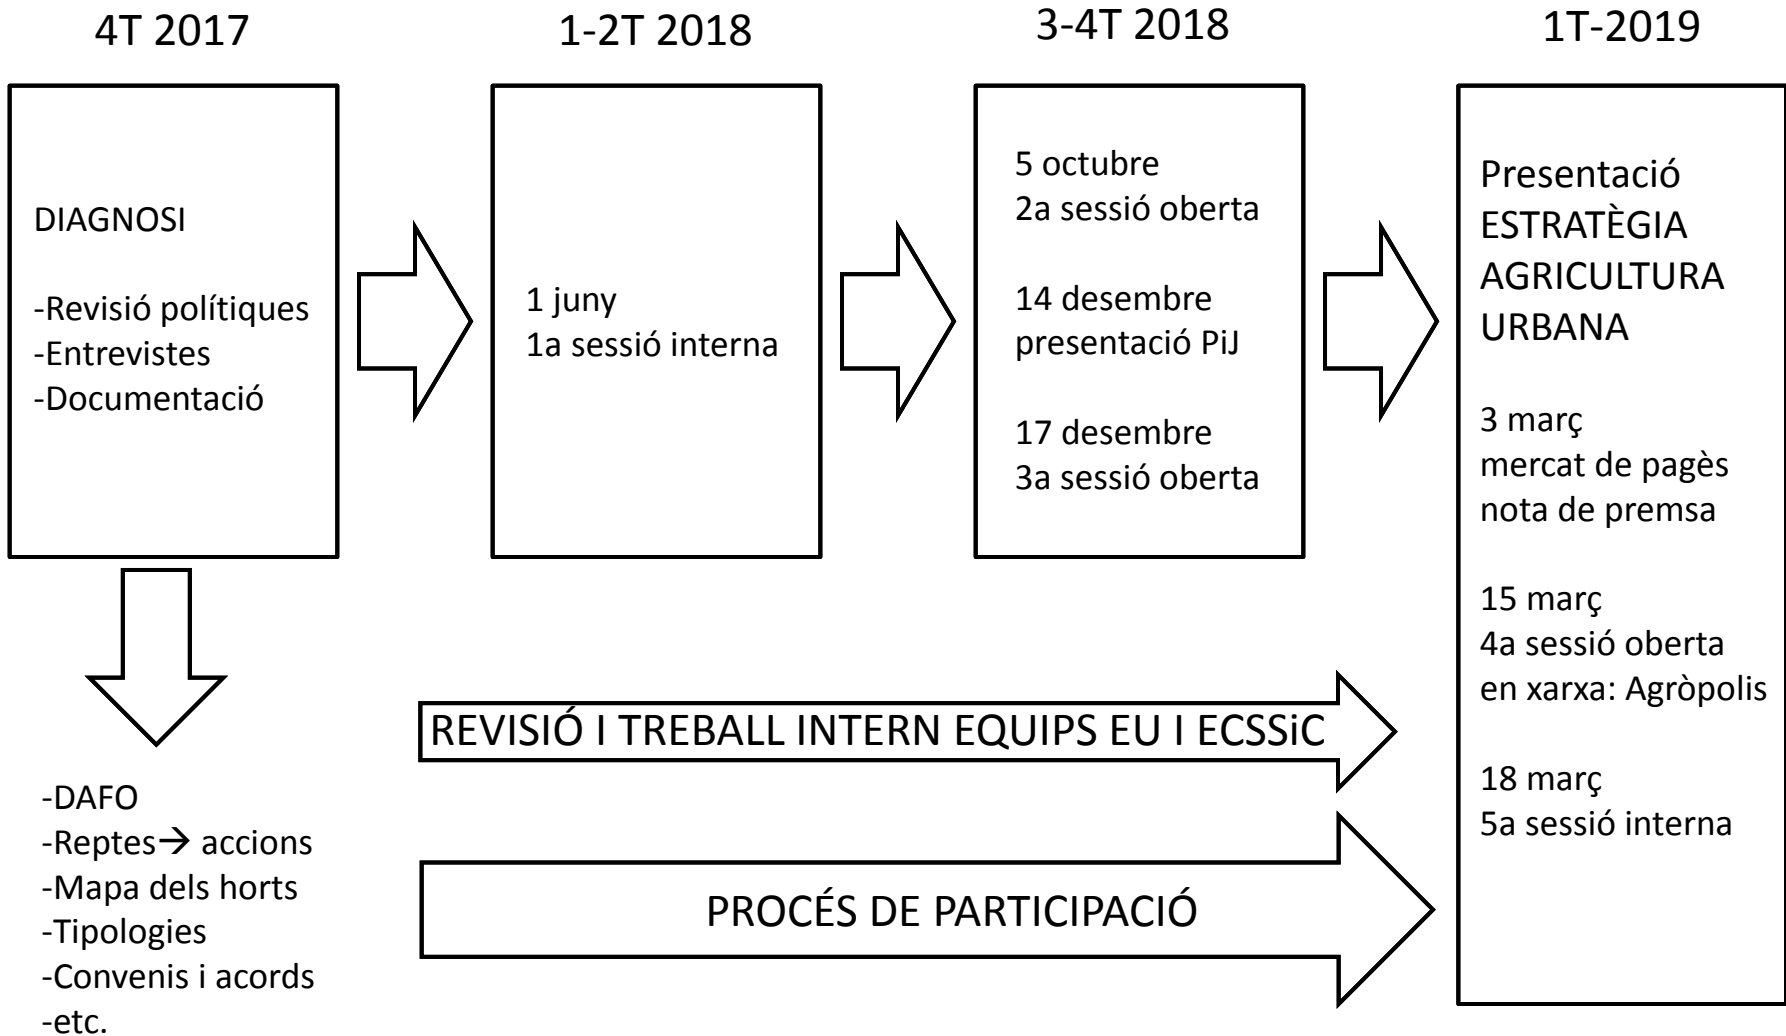 4T 2017
1-2T 2018
3-4T 2018
1T-2019
DIAGNOSI
-Revisió polítiques
-Entrevistes
-Documentació
1 juny
1a sessió interna
5 octubre
2a sessió oberta
14 desembre
presentació PiJ
17 desembre
3a sessió oberta
Presentació
ESTRATÈGIA
AGRICULTURA
URBANA
3 març
mercat de pagès
nota de premsa
15 març
4a sessió oberta
en xarxa: Agròpolis
18 març
5a sessió interna
-DAFO
-Reptes→ accions
-Mapa dels horts
-Tipologies
-Convenis i acords
-etc.
REVISIÓ I TREBALL INTERN EQUIPS EU I ECSSiC
PROCÉS DE PARTICIPACIÓ